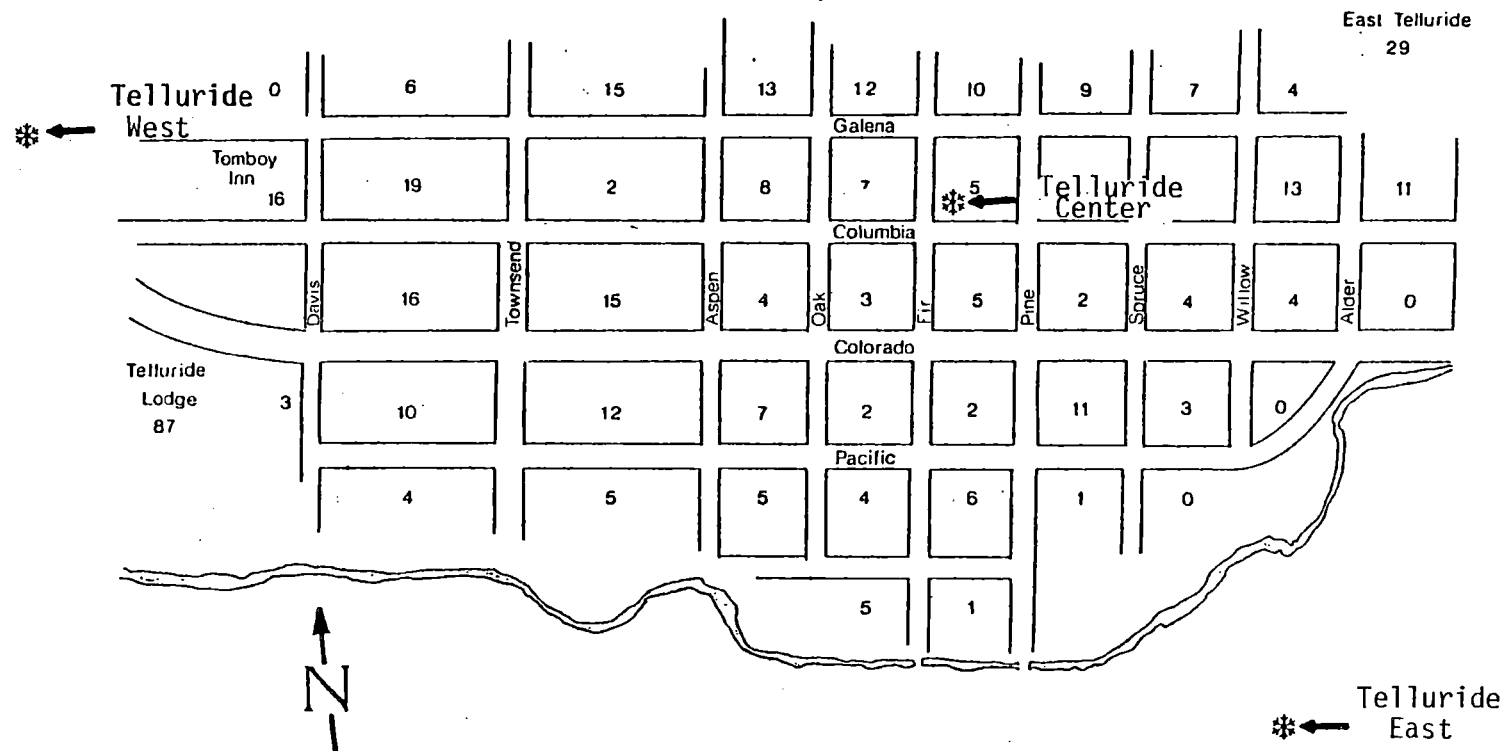 East Telluride
29
0
6
15
13
12
10
9
7
4
Telluride
West
Galena
Tomboy
Inn
16
19
2
8
7
5
Telluride
Center
13
11
Columbia
Davis
16
Townsend
15
Aspen
4
Oak
3
Fir
5
Pine
2
Spruce
4
Willow
4
Alder
0
Colorado
Telluride
Lodge
87
3
10
12
7
2
2
11
3
0
Pacific
4
5
5
4
6
1
0
5
1
N
Telluride
East